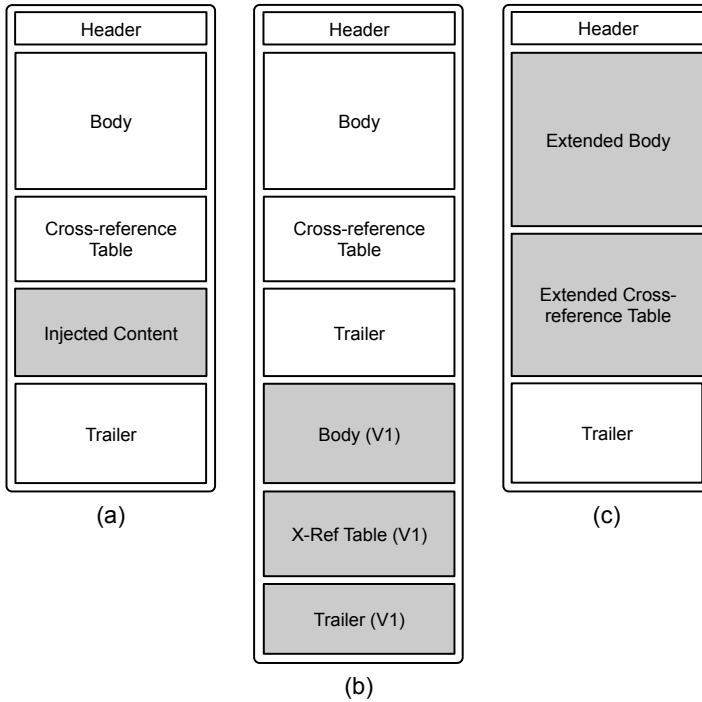 Header
Body
Cross-reference
Table
Injected Content
Trailer
(a)
Header
Body
Cross-reference
Table
Trailer
Body (V1)
X-Ref Table (V1)
Trailer (V1)
(b)
Header
Extended Body
Extended Cross-
reference Table
Trailer
(c)